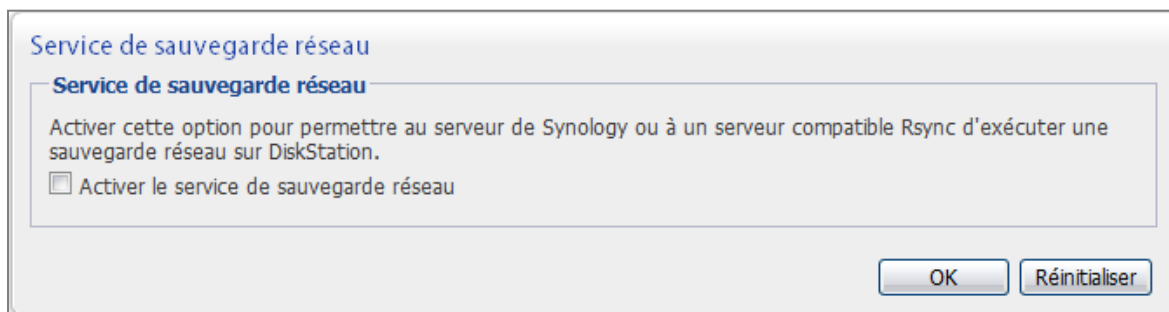 Service de sauvegarde réseau
Service de sauvegarde réseau
Activer cette option pour permettre au serveur de Synology ou à un serveur compatible Rsync d'exécuter une
sauvegarde réseau sur DiskStation.
Activer le service de sauvegarde réseau
OK Réinitialiser